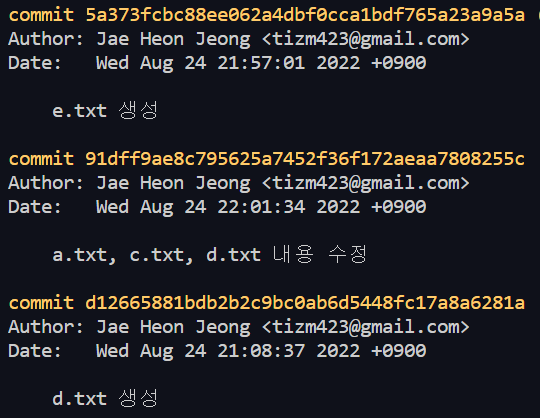 commit 5a373fcbc88ee062a4dbf0cca1bdf765a23a9a5a
Author: Jae Heon Jeong <tizm423@gmail.com>
Date:   Wed Aug 24 21:57:01 2022 +0900
e.txt 생성
commit 91dff9ae8c795625a7452f36f172aeaa7808255c
Author: Jae Heon Jeong <tizm423@gmail.com>
Date:   Wed Aug 24 22:01:34 2022 +0900
a.txt, c.txt, d.txt 내용 수정
commit d12665881bdb2b2c9bc0ab6d5448fc17a8a6281a
Author: Jae Heon Jeong <tizm423@gmail.com>
Date:   Wed Aug 24 21:08:37 2022 +0900
d.txt 생성